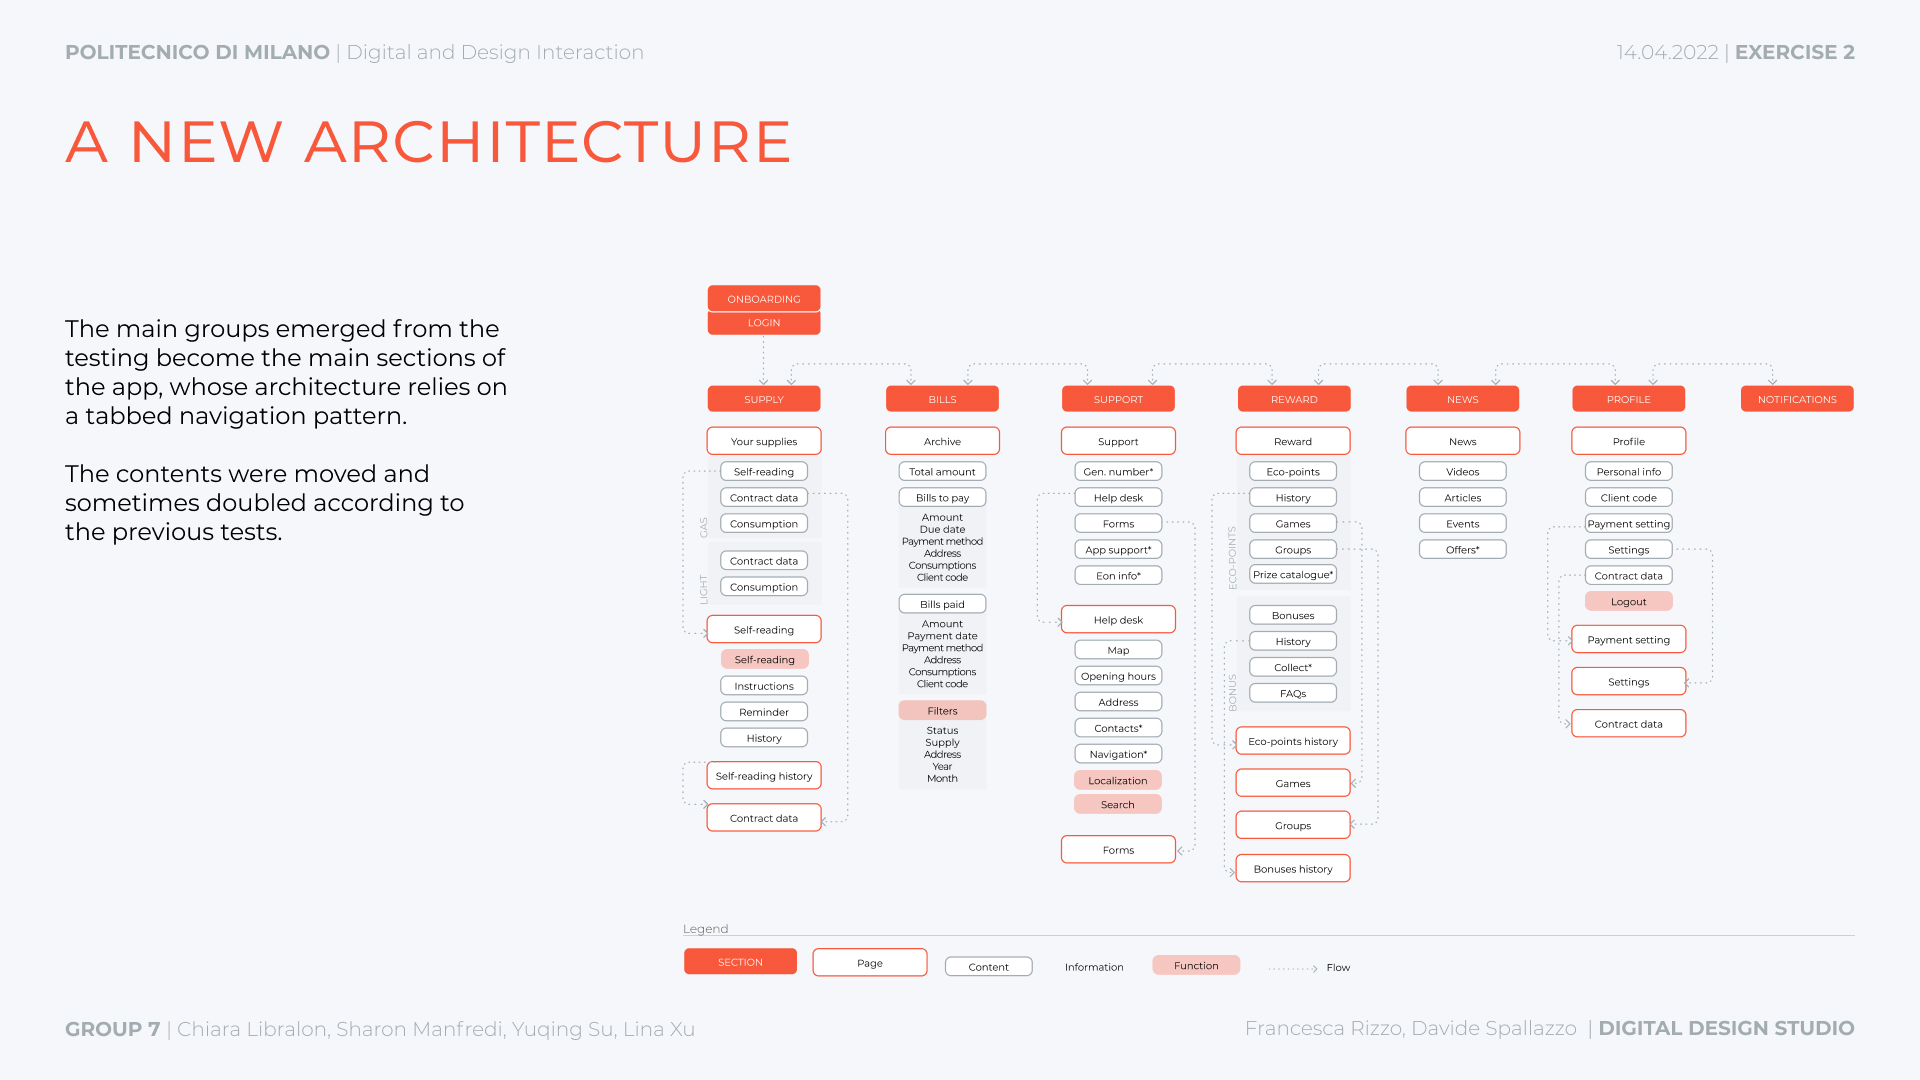 POLITECNICO DI MILANO | Digital and Design Interaction
14.04.2022 | EXERCISE 2
A NEW ARCHITECTURE
The main groups emerged from the
testing become the main sections of
the app, whose architecture relies on
a tabbed navigation pattern.
The contents were moved and
sometimes doubled according to
the previous tests.
ONBOARDING
LOGIN
SUPPLY
Your supplies
GAS
Self-reading
Contract data
Consumption
LIGHT
Contract data
Consumption
Self-reading
Self-reading
Instructions
Reminder
History
Self-reading history
Contract data
BILLS
Archive
Total amount
Bills to pay
Amount
Due date
Payment method
Address
Consumptions
Client code
Bills paid
Amount
Payment date
Payment method
Address
Consumptions
Client code
Filters
Status
Supply
Address
Year
Month
SUPPORT
Support
Gen. number*
Help desk
Forms
App support*
Eon info*
Help desk
Map
Opening hours
Address
Contacts*
Navigation*
Localization
Search
Forms
REWARD
Reward
ECO-POINTS
Eco-points
History
Games
Groups
Prize catalogue*
BONUS
Bonuses
History
Collect*
FAQs
Eco-points history
Games
Groups
Bonuses history
NEWS
News
Videos
Articles
Events
Offers*
PROFILE
Profile
Personal info
Client code
Payment setting
Settings
Contract data
Logout
Payment setting
Settings
Contract data
NOTIFICATIONS
Legend
SECTION
Page
Content
Information
Function
Flow
GROUP 7 | Chiara Libralon, Sharon Manfredi, Yuqing Su, Lina Xu
Francesca Rizzo, Davide Spallazzo | DIGITAL DESIGN STUDIO